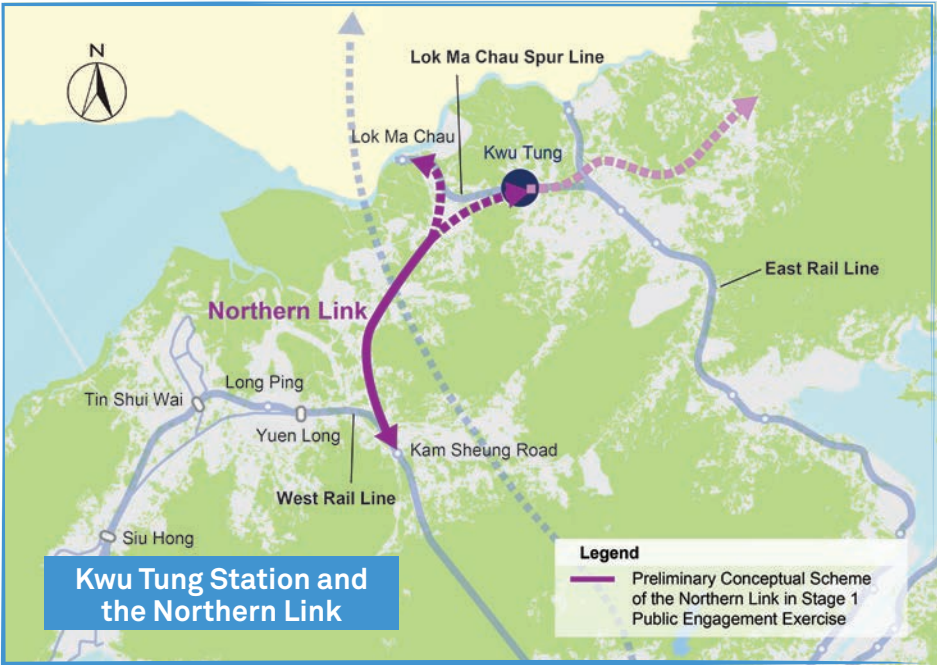 N
Lok Ma Chau Spur Line
Lok Ma Chau
Kwu Tung
East Rail Line
Northern Link
Long Ping
Tin Shui Wai
Yuen Long
Kam Sheung Road
West Rail Line
Siu Hong
Kwu Tung Station and
the Northern Link
Legend
Preliminary Conceptual Scheme
of the Northern Link in Stage 1
Public Engagement Exercise